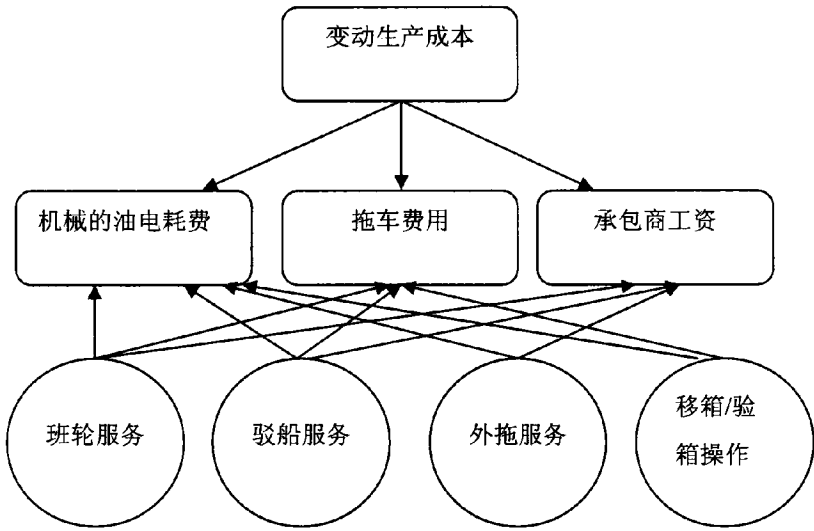 变动生产成本
机械的油电耗费
拖车费用
承包商工资
班轮服务
驳船服务
外拖服务
移箱/验
箱操作